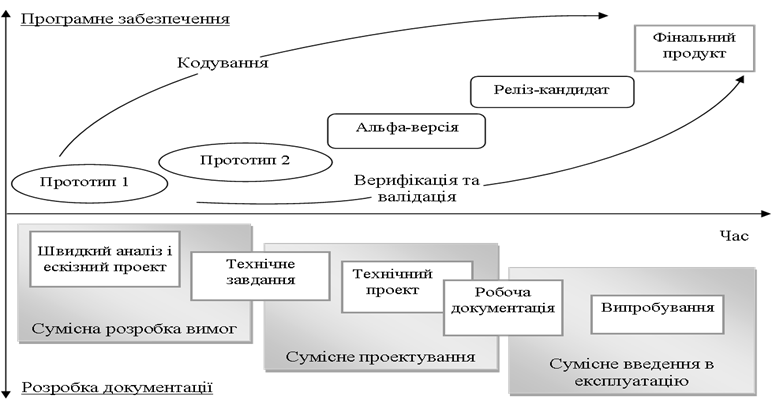 Програмне забезпечення
Фінальний
продукт
Кодування
Реліз-кандидат
Альфа-версія
Прототип 2
Прототип 1
Верифікація та
валідація
Час
Швидкий аналіз і
ескізний проект
Технічне
завдання
Технічний
проект
Робоча
документація
Випробування
Сумісна розробка вимог
Сумісне проектування
Сумісне введення в
експлуатацію
Розробка документації